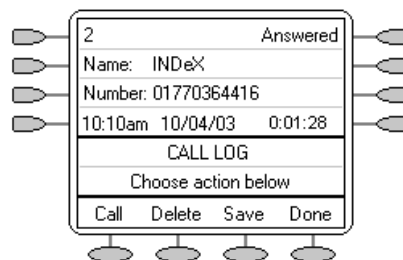 2 Answered
Name: INDeX
Number: 01770364416
10:10am 10/04/03 0:01:28
CALL LOG
Choose action below
Call Delete Save Done